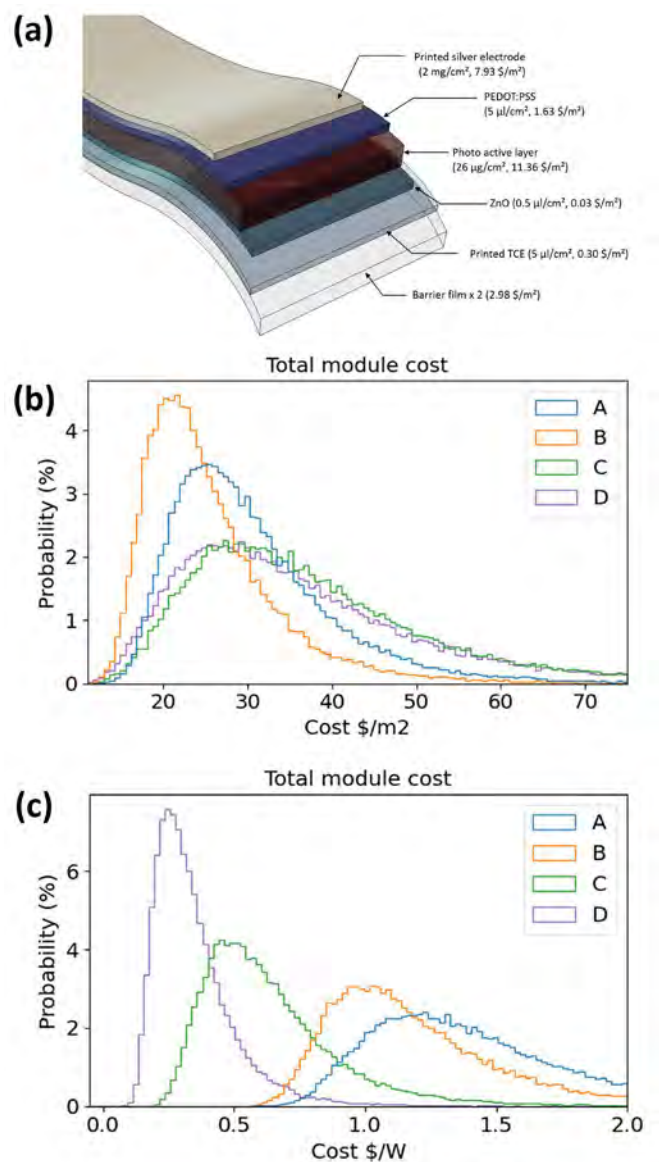 (a)
Printed silver electrode
(2 mg/cm², 7.93 $/m²)
PEDOT:PSS
(5 µl/cm², 1.63 $/m²)
Photo active layer
(26 µg/cm², 11.36 $/m²)
ZnO (0.5 µl/cm², 0.03 $/m²)
Printed TCE (5 µl/cm², 0.30 $/m²)
Barrier film x 2 (2.98 $/m²)
(b)
Total module cost
Probability (%)
4
3
2
1
0
A
B
C
D
20
30
40
50
60
70
Cost $/m2
(c)
Total module cost
Probability (%)
6
4
2
0
A
B
C
D
0.0
0.5
1.0
1.5
2.0
Cost $/W